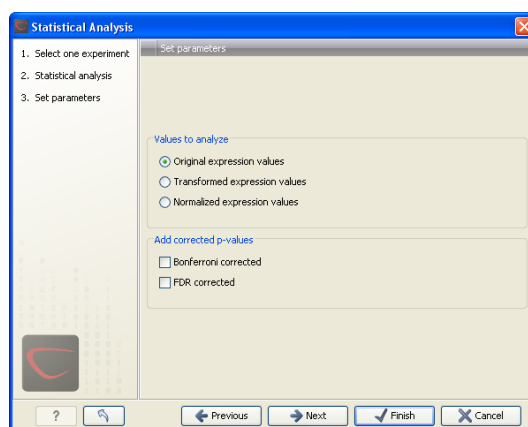 Statistical Analysis
1. Select one experiment
2. Statistical analysis
3. Set parameters
Set parameters
Values to analyze
Original expression values
Transformed expression values
Normalized expression values
Add corrected p-values
Bonferroni corrected
FDR corrected
?
Previous
Next
Finish
Cancel